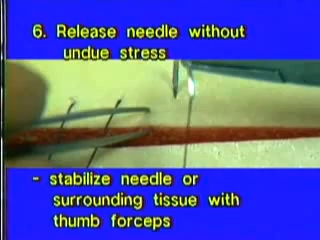 6. Release needle without
undue stress
- stabilize needle or
surrounding tissue with
thumb forceps